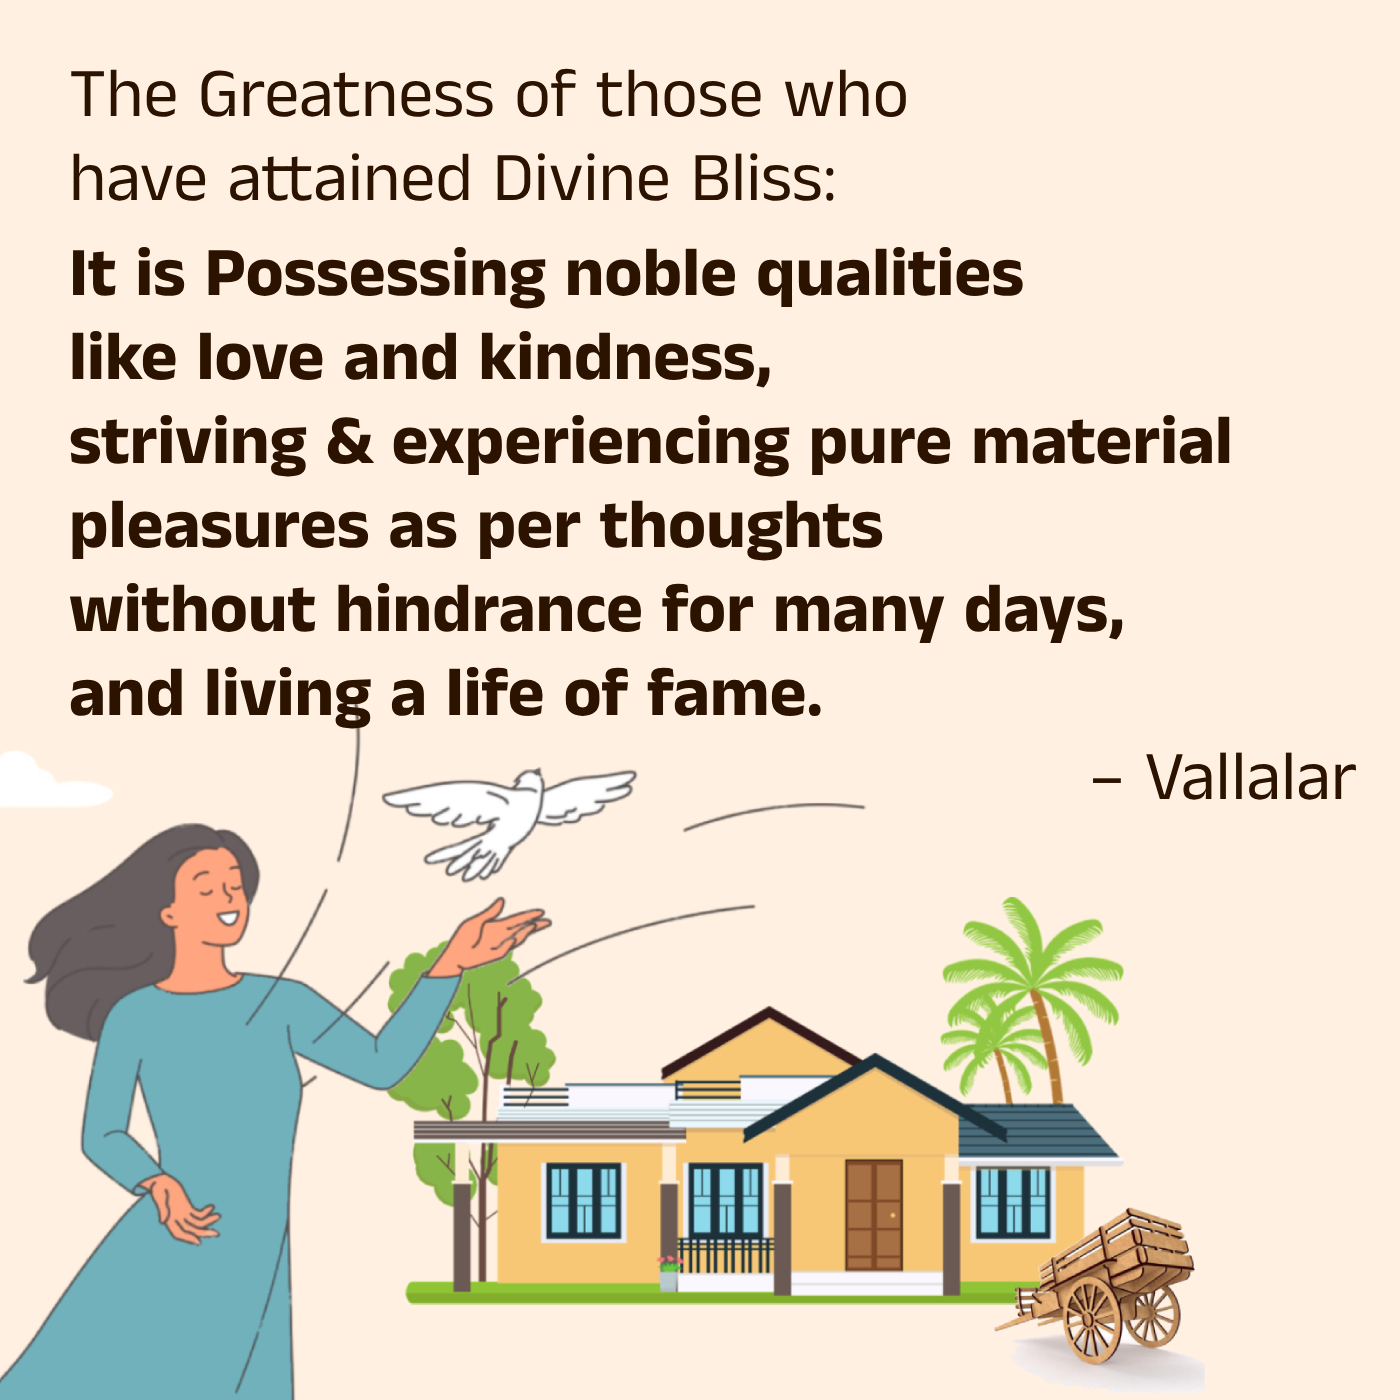 The Greatness of those who
have attained Divine Bliss:
It is Possessing noble qualities
like love and kindness,
striving & experiencing pure material
pleasures as per thoughts
without hindrance for many days,
and living a life of fame.
– Vallalar